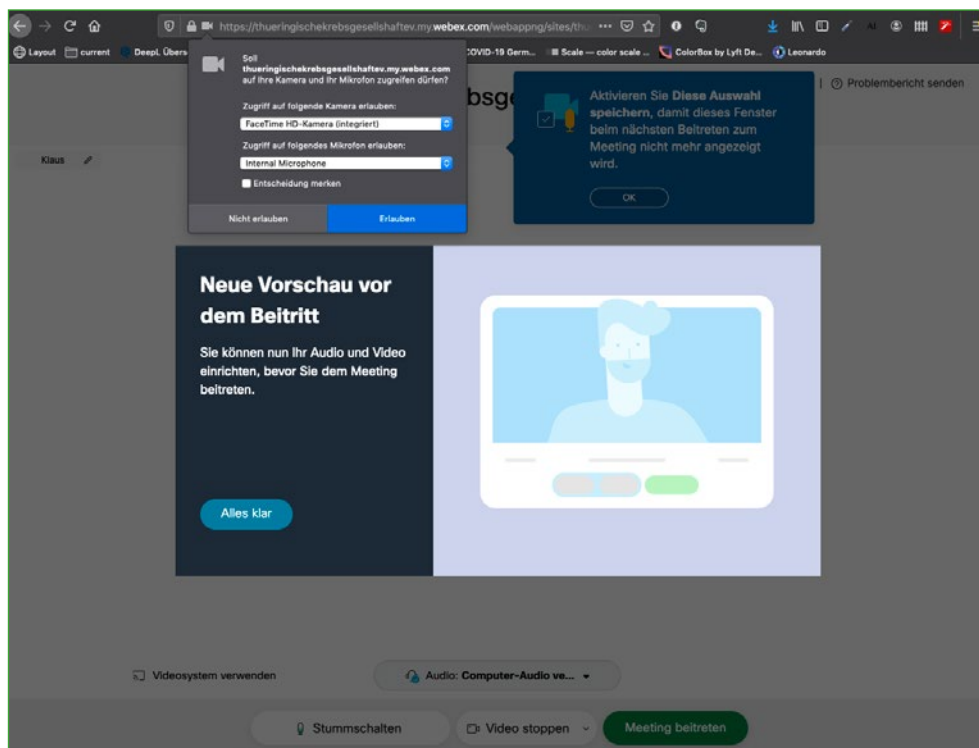 https://thueringischekrebsgesellshaftev.my.webex.com/webappng/sites/th
Layout
current
DeepL Übers
COVID-19 Germ...
Scale — color scale ...
ColorBox by Lyft De...
Leonardo
Soll
thueringischekrebsgesellshaftev.my.webex.com
auf Ihre Kamera und Ihr Mikrofon zugreifen dürfen?
Zugriff auf folgende Kamera erlauben:
FaceTime HD-Kamera (integriert)
Zugriff auf folgendes Mikrofon erlauben:
Internal Microphone
Entscheidung merken
Nicht erlauben
Erlauben
bsge
Aktivieren Sie Diese Auswahl
speichern, damit dieses Fenster
beim nächsten Beitreten zum
Meeting nicht mehr angezeigt
wird.
OK
Problembericht senden
Klaus
Neue Vorschau vor
dem Beitritt
Sie können nun Ihr Audio und Video
einrichten, bevor Sie dem Meeting
beitreten.
Alles klar
Videosystem verwenden
Audio: Computer-Audio ve...
Stummschalten
Video stoppen
Meeting beitreten